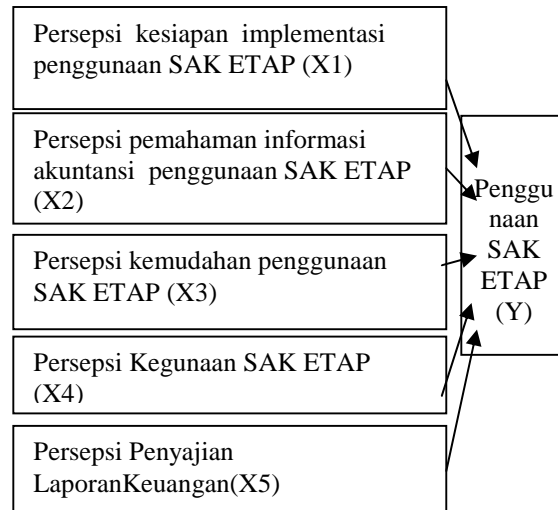 Persepsi kesiapan implementasi
penggunaan SAK ETAP (X1)
Persepsi pemahaman informasi
akuntansi penggunaan SAK ETAP
(X2)
Persepsi kemudahan penggunaan
SAK ETAP (X3)
Persepsi Kegunaan SAK ETAP
(X4)
Persepsi Penyajian
LaporanKeuangan(X5)
Penggu
naan
SAK
ETAP
(Y)